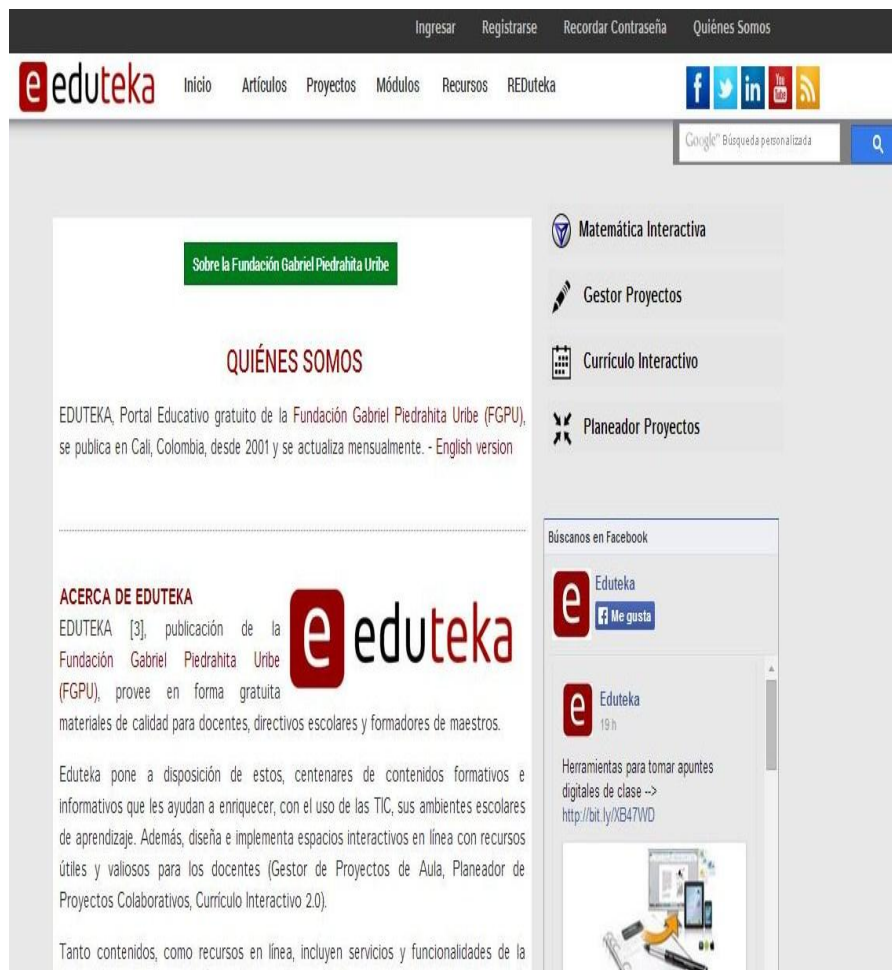 Ingresar Registrarse Recordar Contraseña Quiénes Somos
e eduteka Inicio Artículos Proyectos Módulos Recursos REDuteka
f in You Tube
Google™ Búsqueda personalizada
Sobre la Fundación Gabriel Piedrahita Uribe
QUIÉNES SOMOS
EDUTEKA, Portal Educativo gratuito de la Fundación Gabriel Piedrahita Uribe (FGPU),
se publica en Cali, Colombia, desde 2001 y se actualiza mensualmente. - English version
ACERCA DE EDUTEKA
EDUTEKA [3], publicación de la
Fundación Gabriel Piedrahita Uribe
(FGPU), provee en forma gratuita
materiales de calidad para docentes, directivos escolares y formadores de maestros.
e eduteka
Eduteka pone a disposición de estos, centenares de contenidos formativos e
informativos que les ayudan a enriquecer, con el uso de las TIC, sus ambientes escolares
de aprendizaje. Además, diseña e implementa espacios interactivos en línea con recursos
útiles y valiosos para los docentes (Gestor de Proyectos de Aula, Planeador de
Proyectos Colaborativos, Currículo Interactivo 2.0).
Tanto contenidos, como recursos en línea, incluyen servicios y funcionalidades de la
Matemática Interactiva
Gestor Proyectos
Currículo Interactivo
Planeador Proyectos
Búscanos en Facebook
e Eduteka
f Me gusta
e Eduteka
19 h
Herramientas para tomar apuntes
digitales de clase -->
http://bit.ly/XB47WD